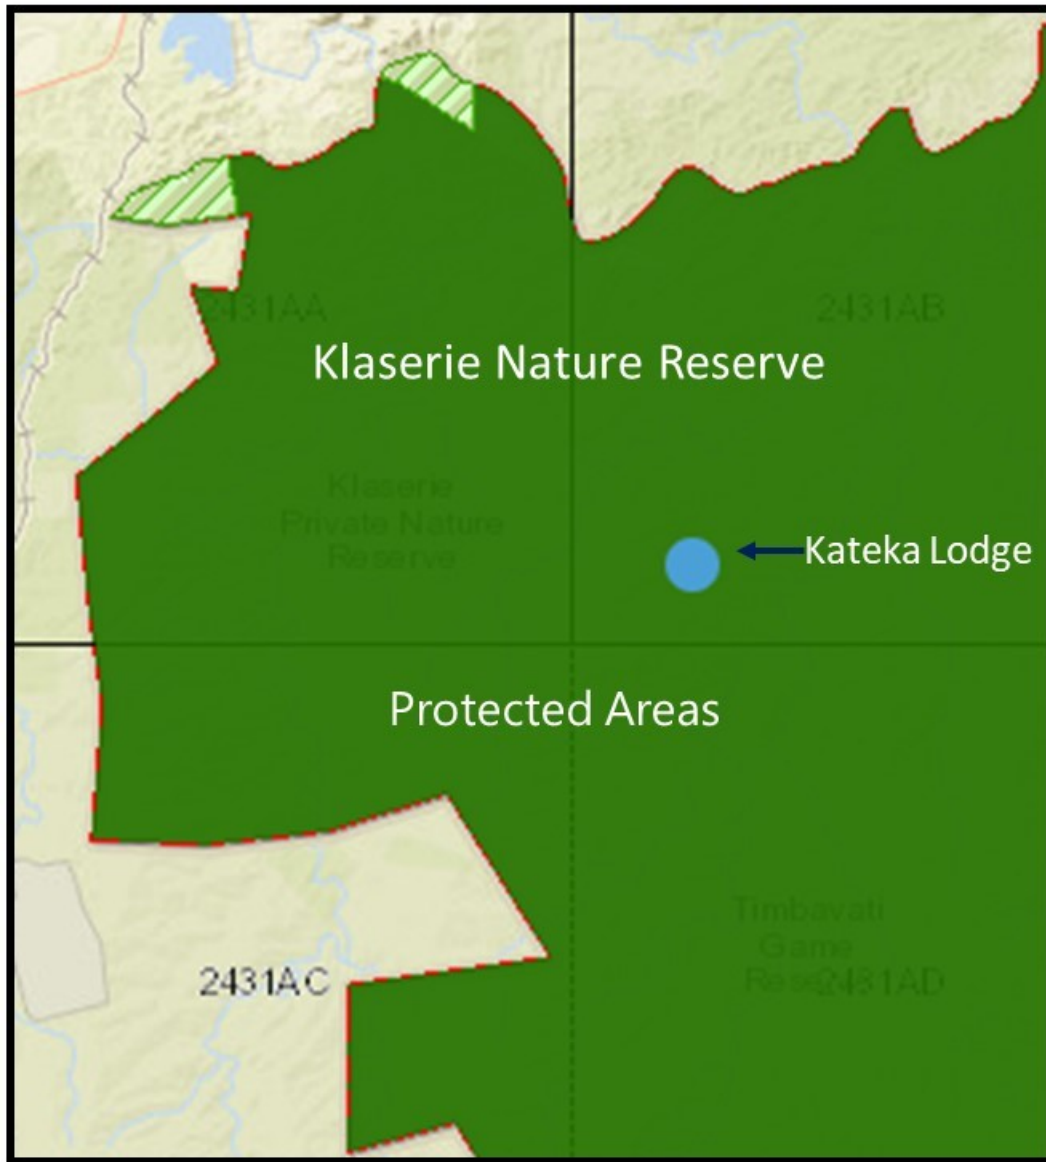 2431AA
2431AB
Klaserie Nature Reserve
Klaserie
Private Nature
Reserve
Kateka Lodge
Protected Areas
Timbavati
Game
2431AC
2431AD